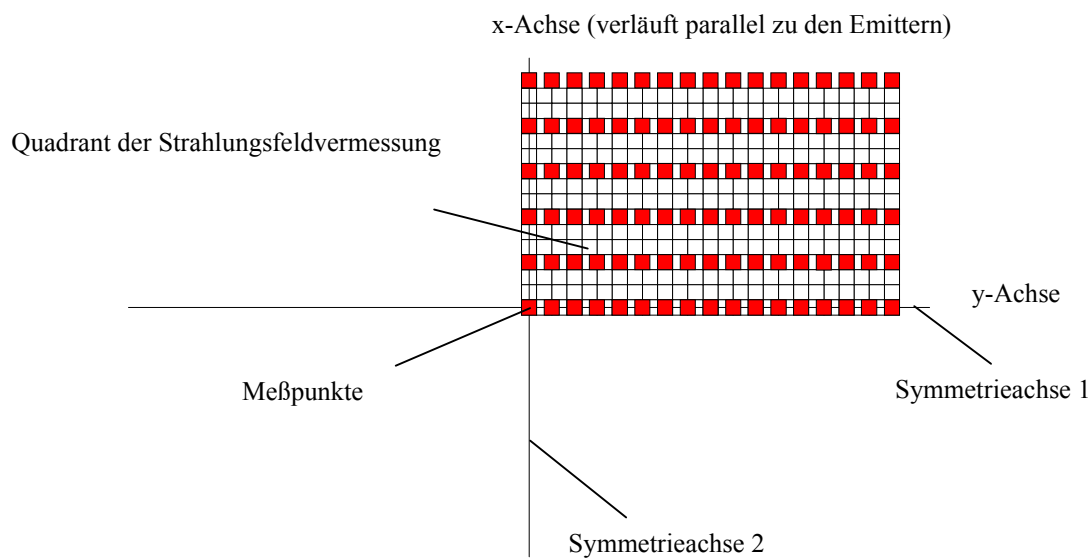 x-Achse (verläuft parallel zu den Emittern)
Quadrant der Strahlungsfeldvermessung
y-Achse
Meßpunkte
Symmetrieachse 1
Symmetrieachse 2